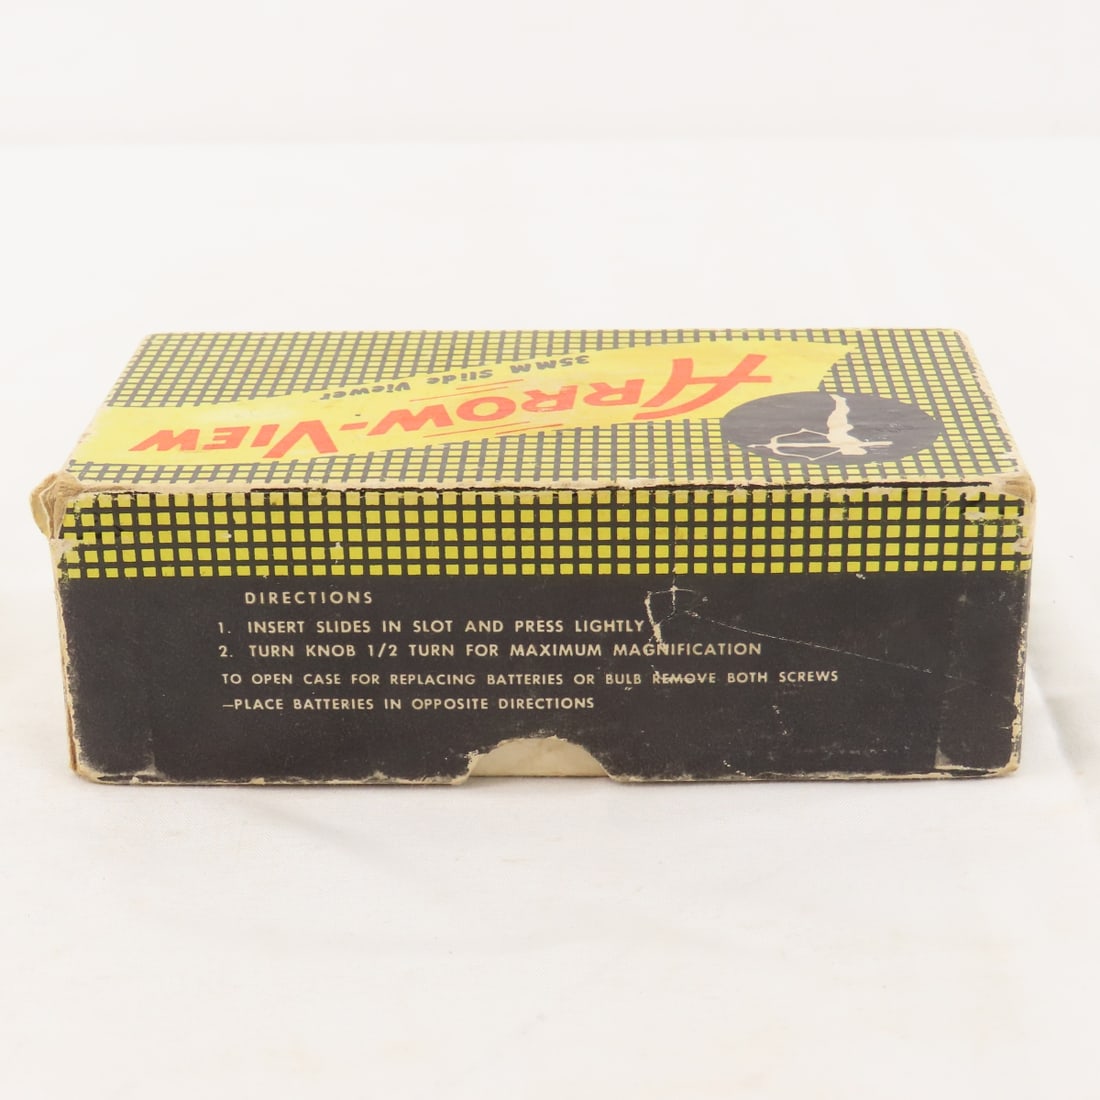 ARROW-VIEW
35MM Slide Viewer
DIRECTIONS
1. INSERT SLIDES IN SLOT AND PRESS LIGHTLY
2. TURN KNOB 1/2 TURN FOR MAXIMUM MAGNIFICATION
TO OPEN CASE FOR REPLACING BATTERIES OR BULB REMOVE BOTH SCREWS
—PLACE BATTERIES IN OPPOSITE DIRECTIONS